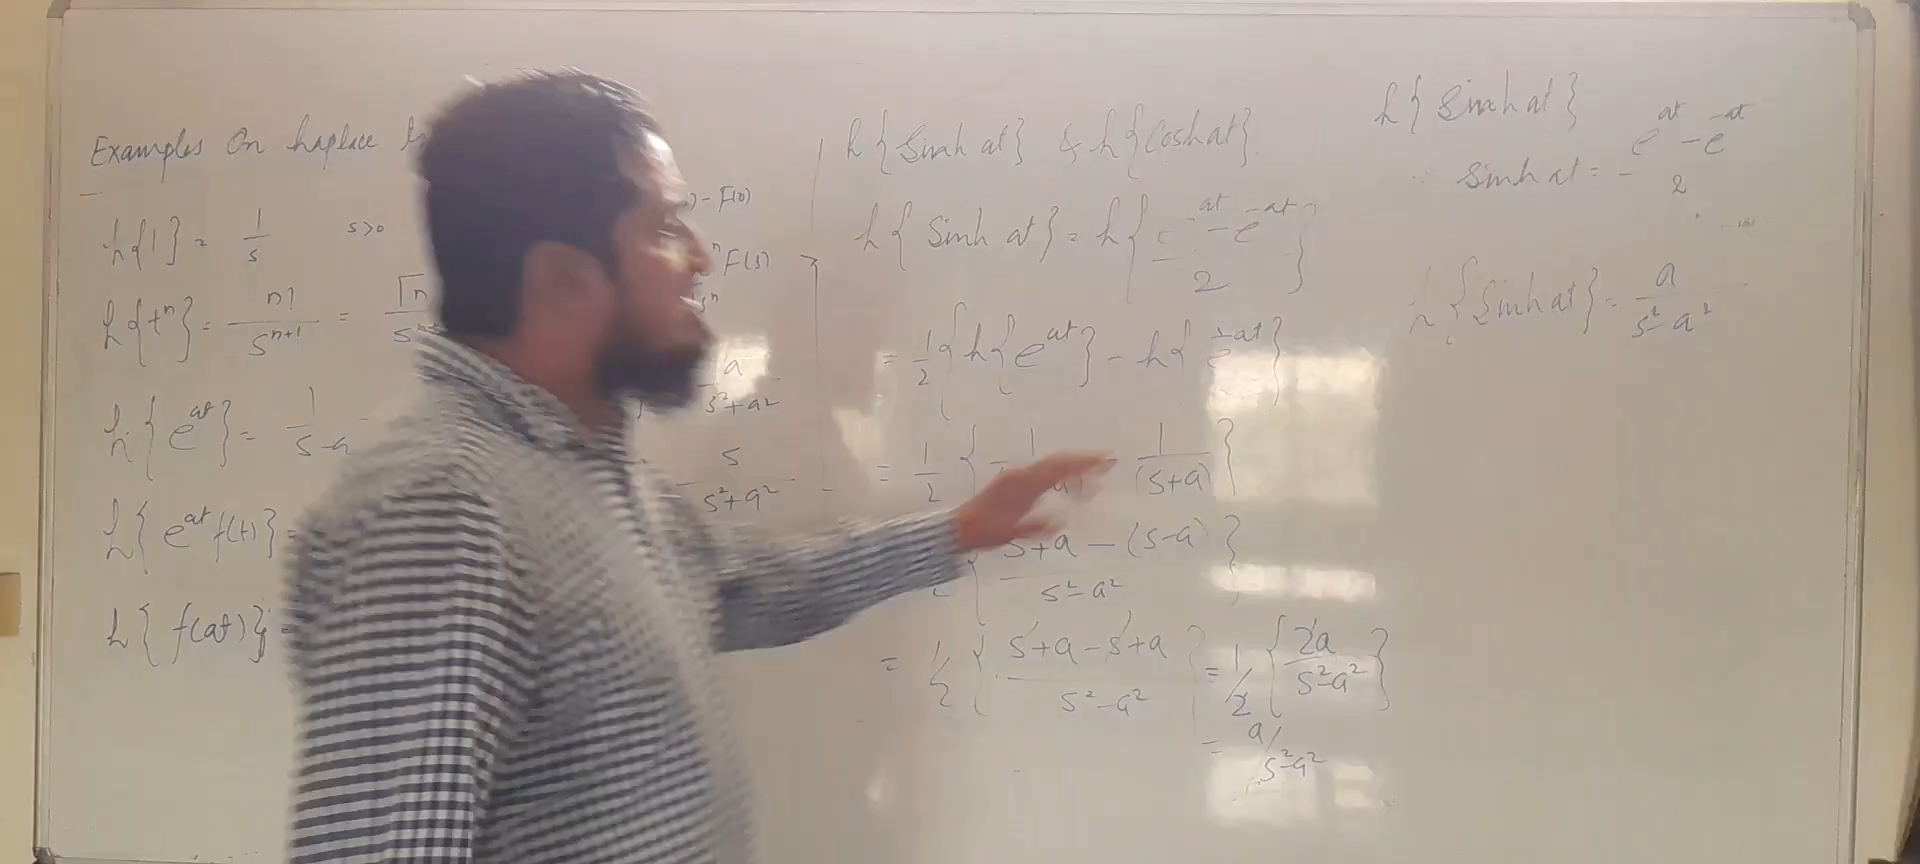 Examples On Laplace
L{1} = 1/s s>0
L{t^n} = n!/s^{n+1} = Γn
L{e^{at}} = 1/(s-a)
L{e^{at} f(t)} =
L{f(at)} =
) - F(0)
F(s)
a/(s²+a²)
s/(s²+a²)
L{Sinh at} & L{Cosh at}.
L{Sinh at} = L{(e^{at} - e^{-at})/2}
= 1/2 {L{e^{at}} - L{e^{-at}}
= 1/2 { 1 1/(s+a) }
{ (s+a - (s-a))/(s²-a²) }
= 1/2 { (s+a-s+a)/(s²-a²) } = 1/2 { 2a/(s²-a²) }
= a/s²-a²
L{Sinh at}
∵ Sinh at = (e^{at} - e^{-at})/2
L{Sinh at} = a/(s²-a²)